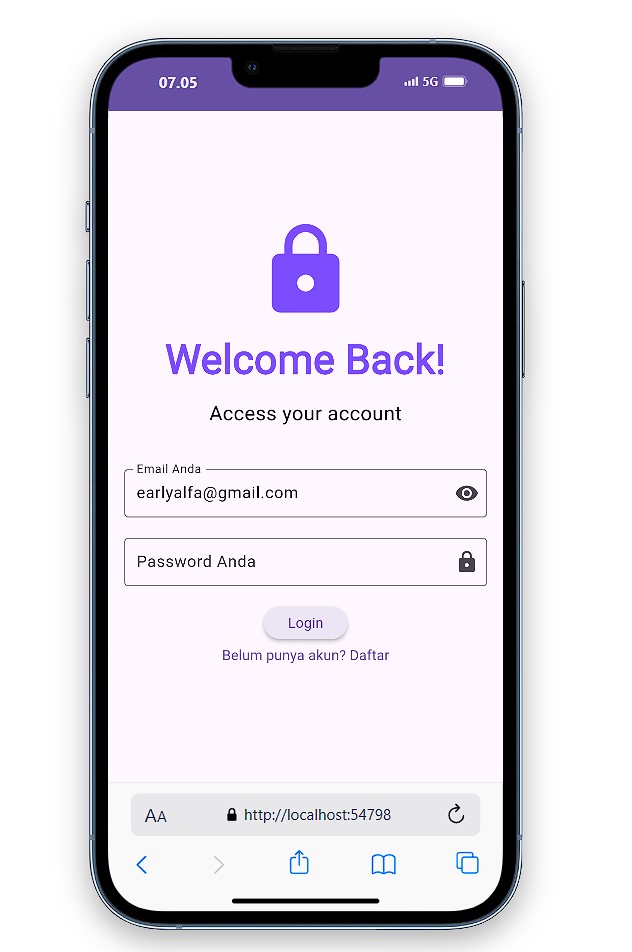 07.05
5G
Welcome Back!
Access your account
Email Anda
earlyalfa@gmail.com
Password Anda
Login
Belum punya akun? Daftar
AA
http://localhost:54798